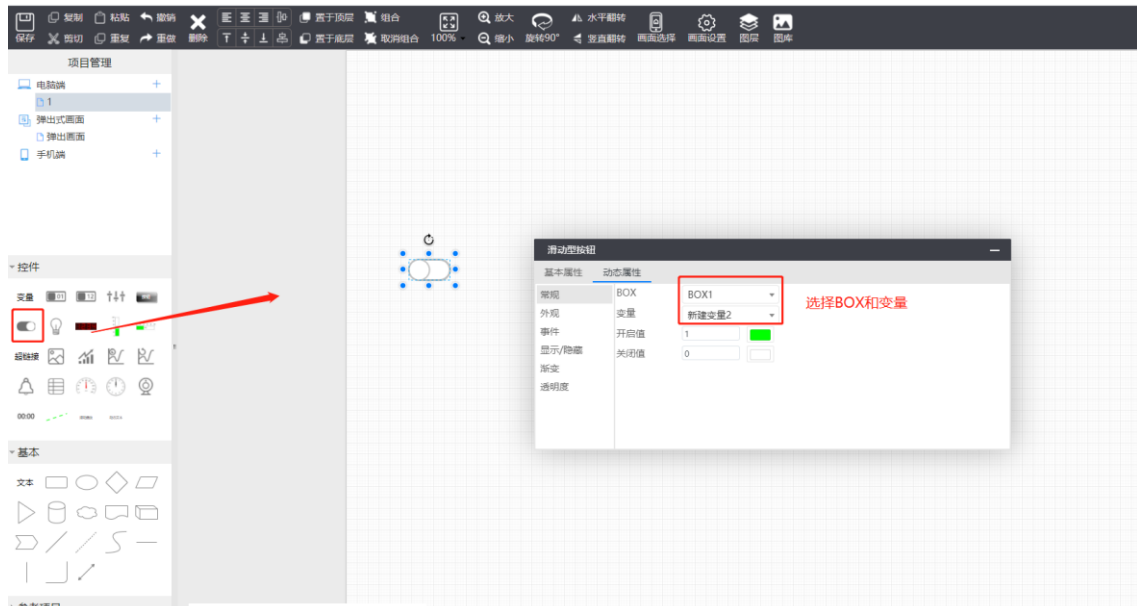 复制 粘贴 撤销 置于顶层 组合 放大 水平翻转
保存 剪切 重复 重做 删除 置于底层 取消组合 100% 缩小 旋转90° 竖直翻转 画面选择 画面设置 图层 图库
项目管理
电脑端
1
弹出式画面
弹出画面
手机端
控件
变量
超链接
00:00
基本
文本
滑动型按钮
基本属性 动态属性
常规 BOX BOX1
外观 变量 新建变量2
事件 开启值 1
显示/隐藏 关闭值 0
渐变
透明度
选择BOX和变量